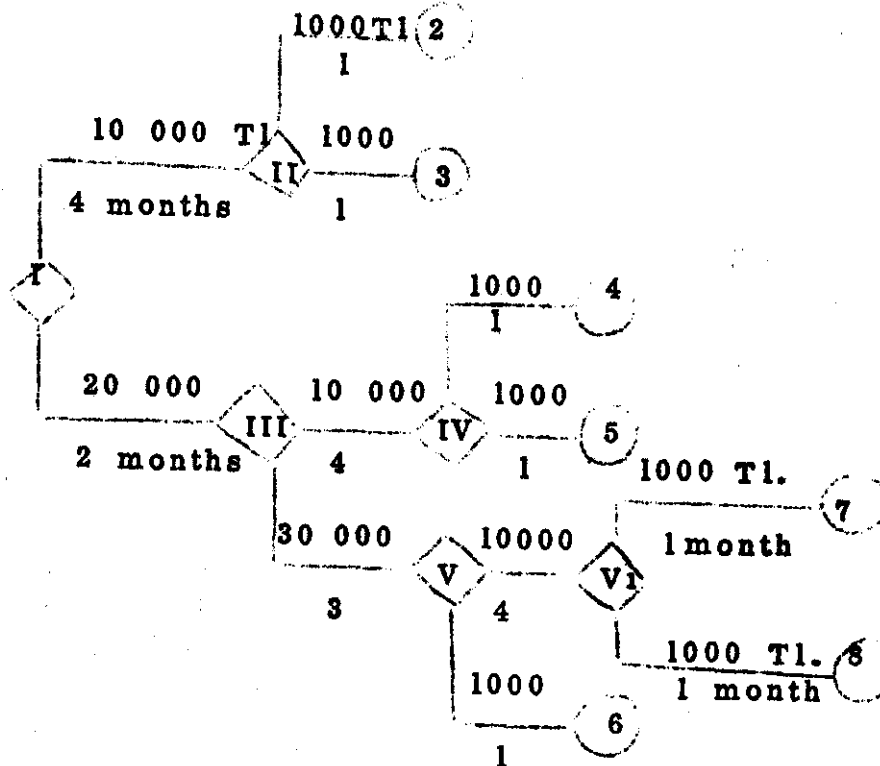 1000Tl 2
1
10 000 Tl 1000
II 3
4 months 1
I
1000 4
1
20 000 10 000 1000
III IV 5
2 months 4 1
1000 Tl.
7
30 000 10000 1month
V VI
3 4
1000 Tl. 8
1000 1 month
6
1